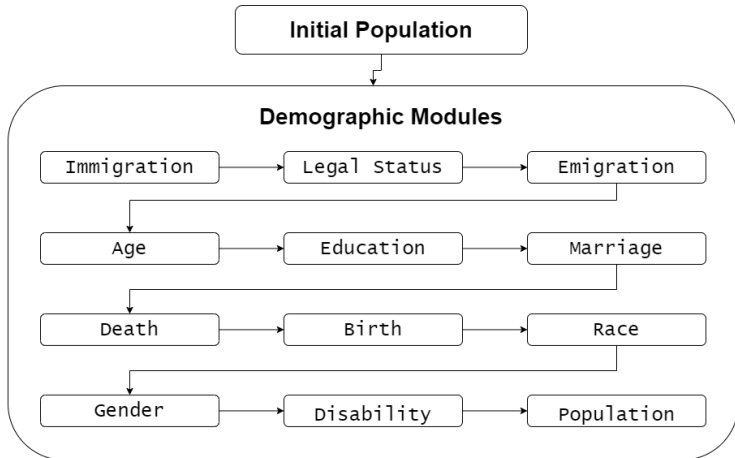 Initial Population
Demographic Modules
Immigration
Legal Status
Emigration
Age
Education
Marriage
Death
Birth
Race
Gender
Disability
Population